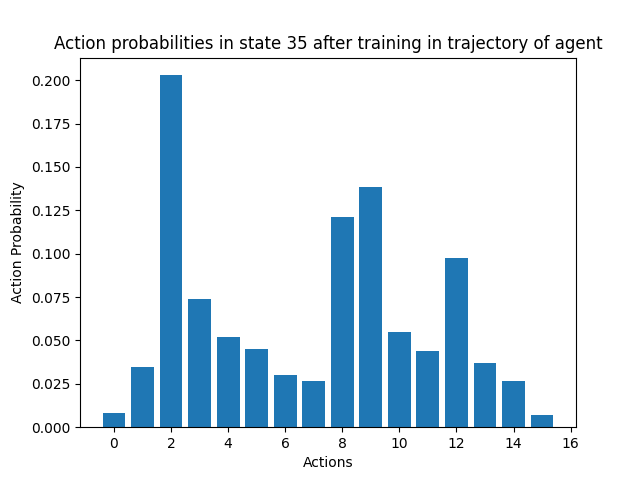 Action probabilities in state 35 after training in trajectory of agent
Action Probability
0.200
0.175
0.150
0.125
0.100
0.075
0.050
0.025
0.000
0 2 4 6 8 10 12 14 16
Actions